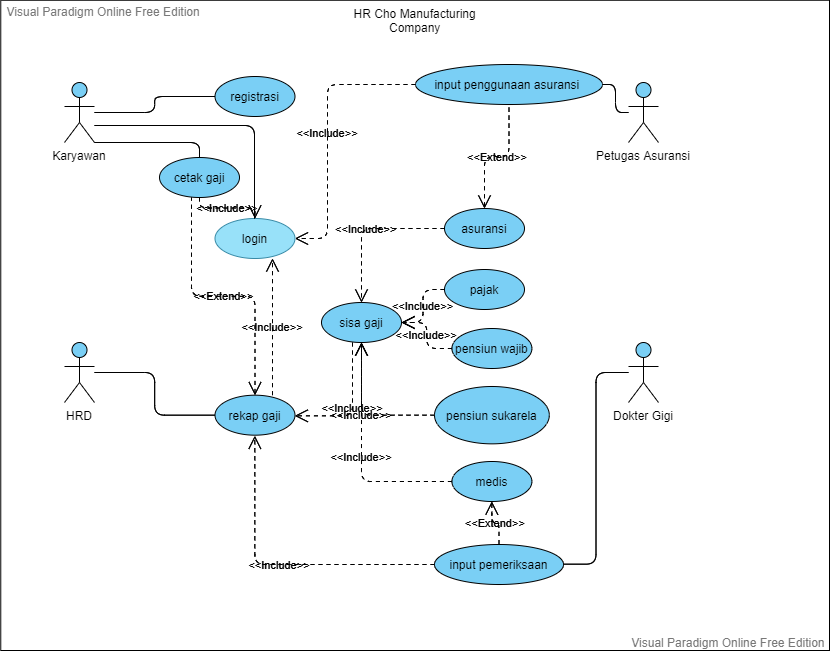 Visual Paradigm Online Free Edition
HR Cho Manufacturing
Company
input penggunaan asuransi
registrasi
<<Include>>
Karyawan
Petugas Asuransi
<<Extend>>
cetak gaji
<<Include>>
<<Include>>
asuransi
login
pajak
<<Extend>>
<<Include>>
sisa gaji
<<Include>>
<<Include>>
pensiun wajib
<<Include>>
<<Include>>
HRD
rekap gaji
pensiun sukarela
Dokter Gigi
<<Include>>
medis
<<Extend>>
<<Include>>
input pemeriksaan
Visual Paradigm Online Free Edition